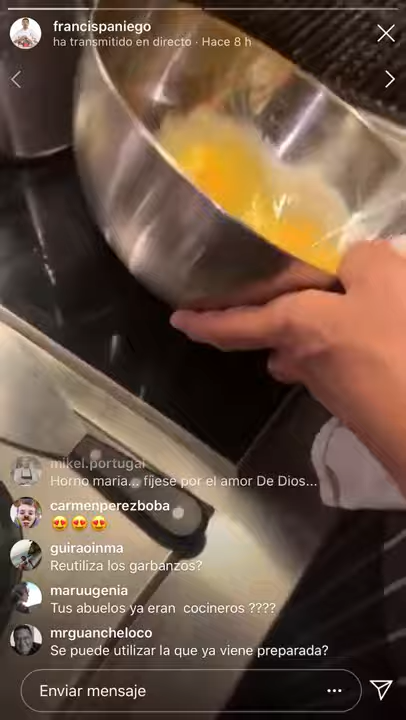 francispaniego
ha transmitido en directo · Hace 8 h
mikel.portugal
Horno maria... fíjese por el amor De Dios...
carmenperezboba
😍😍😍
guiraoinma
Reutiliza los garbanzos?
maruugenia
Tus abuelos ya eran cocineros ????
mrguancheloco
Se puede utilizar la que ya viene preparada?
Enviar mensaje